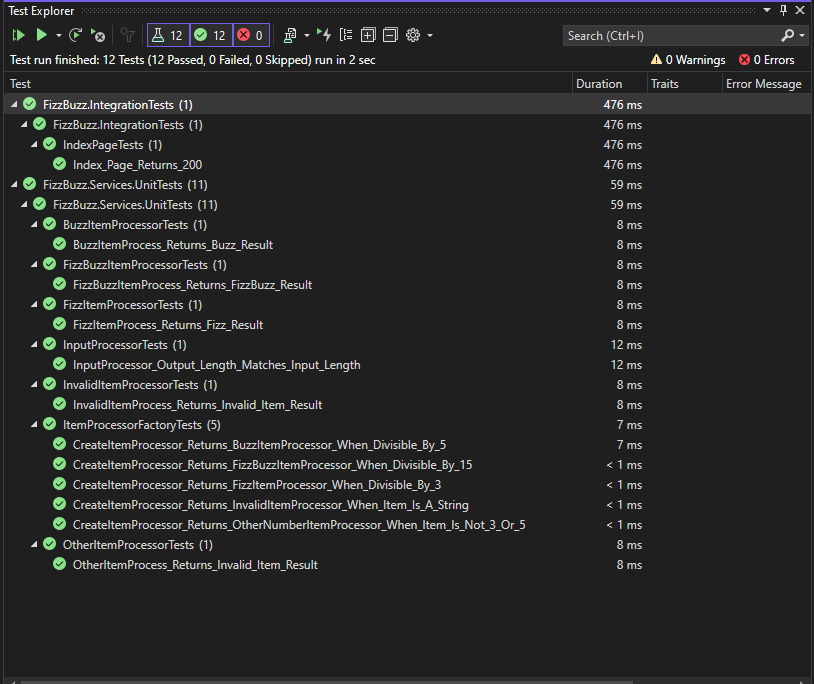 Test Explorer
12 12 0 Search (Ctrl+I)
Test run finished: 12 Tests (12 Passed, 0 Failed, 0 Skipped) run in 2 sec 0 Warnings 0 Errors
Test Duration Traits Error Message
FizzBuzz.IntegrationTests (1) 476 ms
FizzBuzz.IntegrationTests (1) 476 ms
IndexPageTests (1) 476 ms
Index_Page_Returns_200 476 ms
FizzBuzz.Services.UnitTests (11) 59 ms
FizzBuzz.Services.UnitTests (11) 59 ms
BuzzItemProcessorTests (1) 8 ms
BuzzItemProcess_Returns_Buzz_Result 8 ms
FizzBuzzItemProcessorTests (1) 8 ms
FizzBuzzItemProcess_Returns_FizzBuzz_Result 8 ms
FizzItemProcessorTests (1) 8 ms
FizzItemProcess_Returns_Fizz_Result 8 ms
InputProcessorTests (1) 12 ms
InputProcessor_Output_Length_Matches_Input_Length 12 ms
InvalidItemProcessorTests (1) 8 ms
InvalidItemProcess_Returns_Invalid_Item_Result 8 ms
ItemProcessorFactoryTests (5) 7 ms
CreateItemProcessor_Returns_BuzzItemProcessor_When_Divisible_By_5 7 ms
CreateItemProcessor_Returns_FizzBuzzItemProcessor_When_Divisible_By_15 < 1 ms
CreateItemProcessor_Returns_FizzItemProcessor_When_Divisible_By_3 < 1 ms
CreateItemProcessor_Returns_InvalidItemProcessor_When_Item_Is_A_String < 1 ms
CreateItemProcessor_Returns_OtherNumberItemProcessor_When_Item_Is_Not_3_Or_5 < 1 ms
OtherItemProcessorTests (1) 8 ms
OtherItemProcess_Returns_Invalid_Item_Result 8 ms